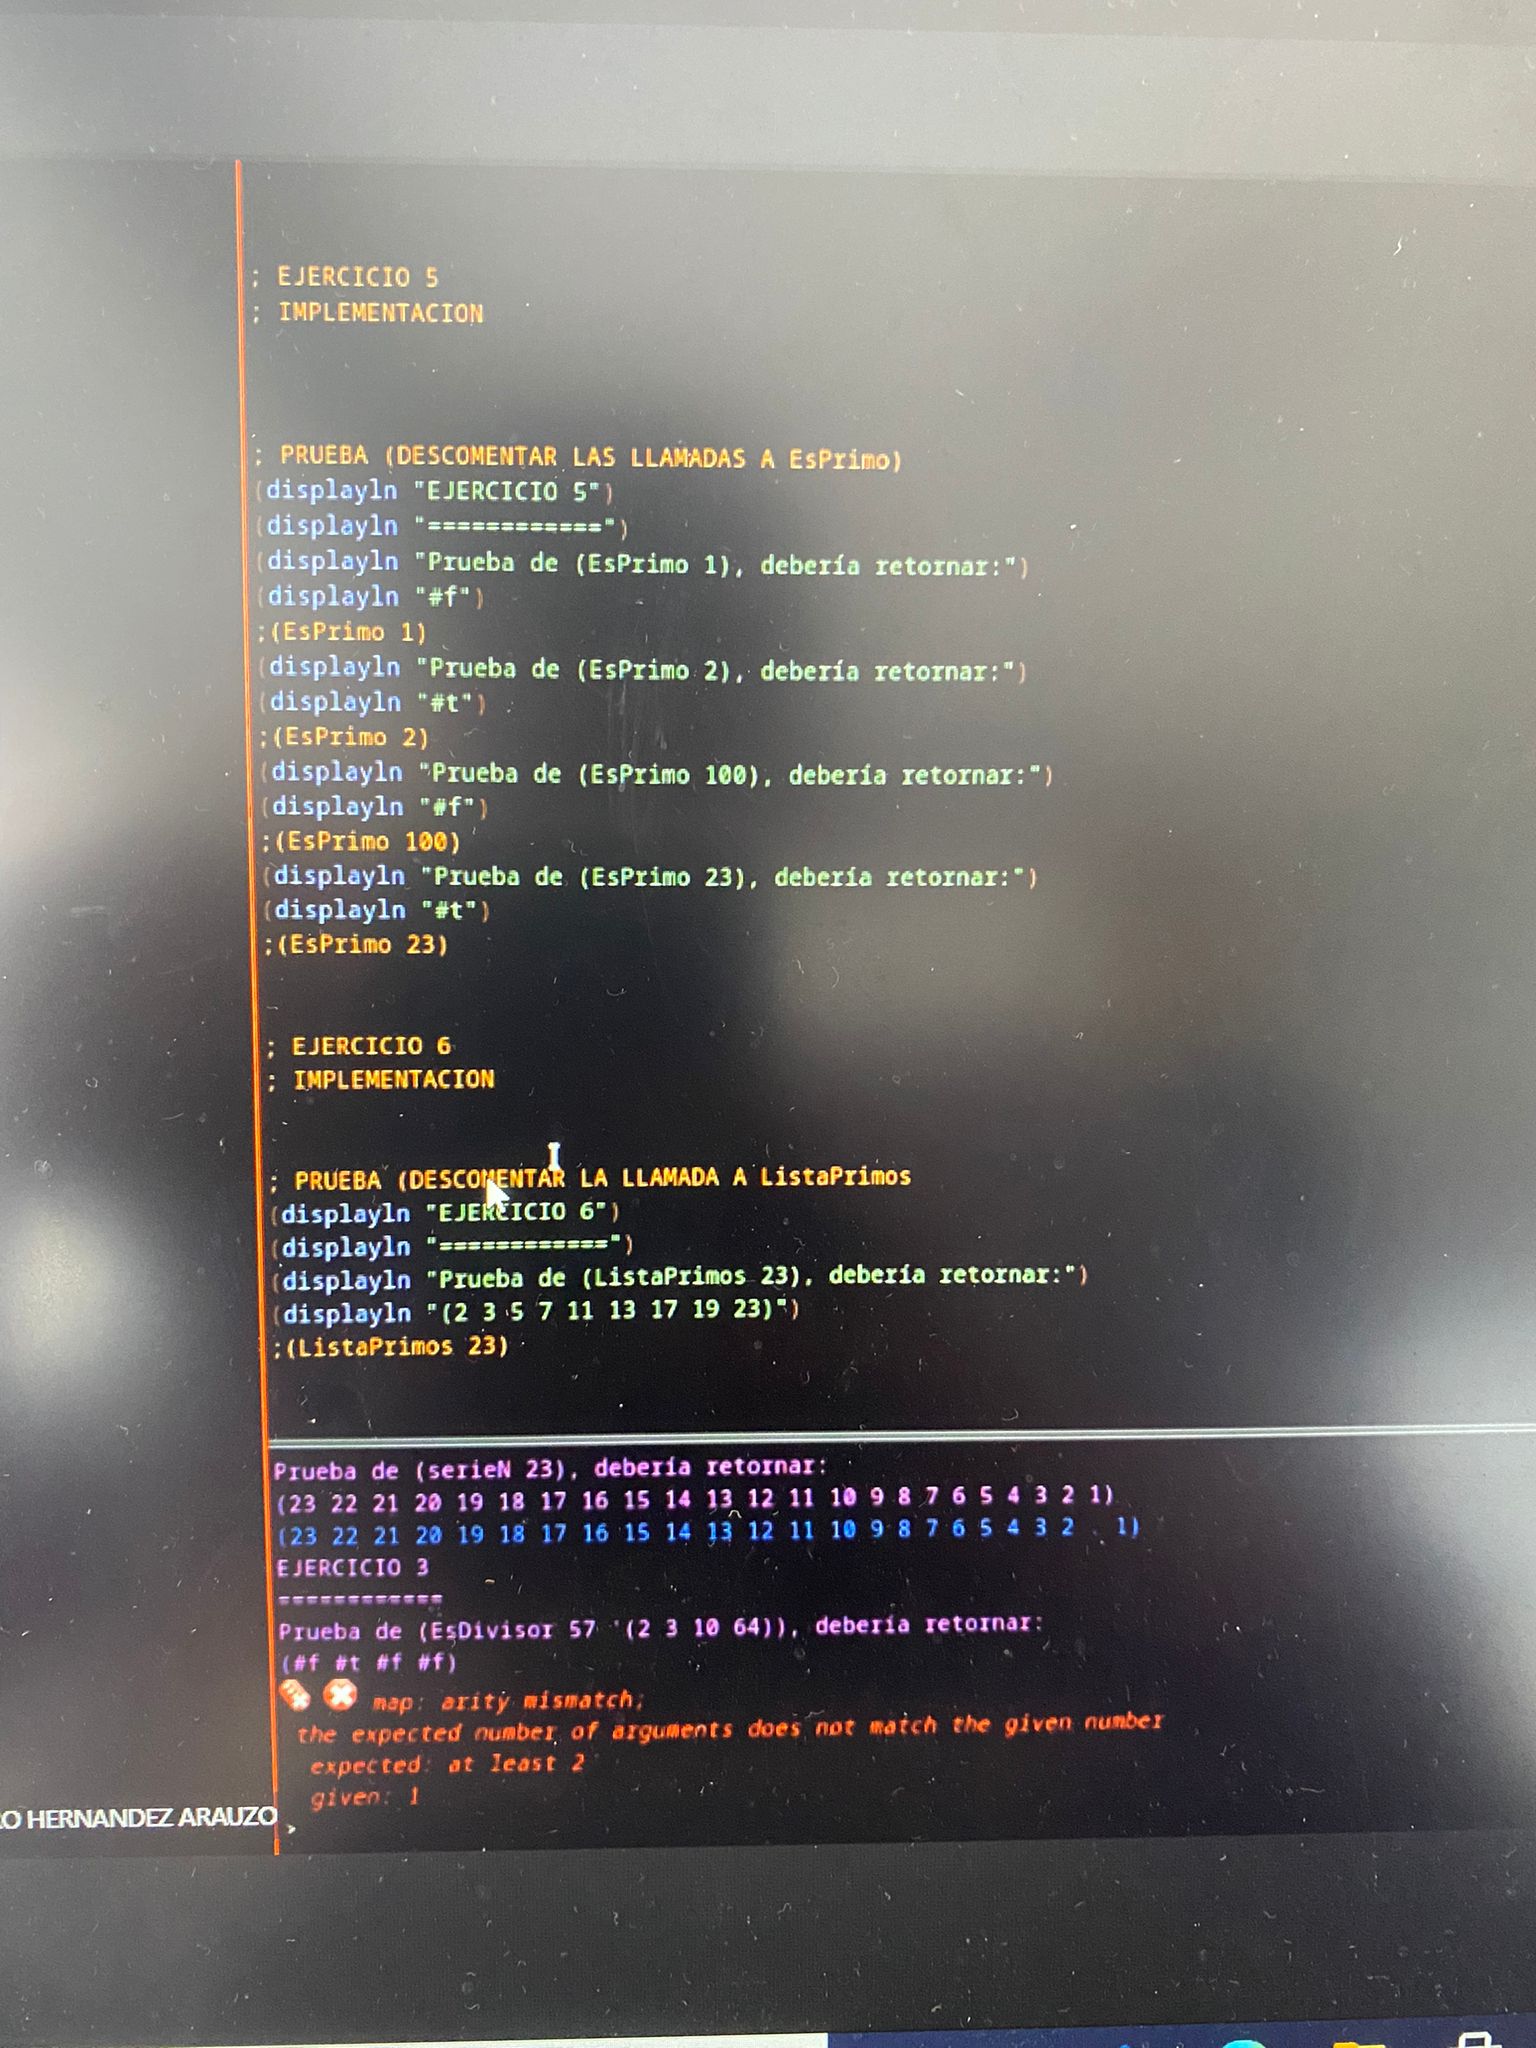 ; EJERCICIO 5
; IMPLEMENTACION
; PRUEBA (DESCOMENTAR LAS LLAMADAS A EsPrimo)
(displayln "EJERCICIO 5")
(displayln "============")
(displayln "Prueba de (EsPrimo 1), debería retornar:")
(displayln "#f")
;(EsPrimo 1)
(displayln "Prueba de (EsPrimo 2), debería retornar:")
(displayln "#t")
;(EsPrimo 2)
(displayln "Prueba de (EsPrimo 100), debería retornar:")
(displayln "#f")
;(EsPrimo 100)
(displayln "Prueba de (EsPrimo 23), debería retornar:")
(displayln "#t")
;(EsPrimo 23)
; EJERCICIO 6
; IMPLEMENTACION
; PRUEBA (DESCOMENTAR LA LLAMADA A ListaPrimos
(displayln "EJERCICIO 6")
(displayln "============")
(displayln "Prueba de (ListaPrimos 23), debería retornar:")
(displayln "(2 3 5 7 11 13 17 19 23)")
;(ListaPrimos 23)
Prueba de (serieN 23), debería retornar:
(23 22 21 20 19 18 17 16 15 14 13 12 11 10 9 8 7 6 5 4 3 2 1)
(23 22 21 20 19 18 17 16 15 14 13 12 11 10 9 8 7 6 5 4 3 2 . 1)
EJERCICIO 3
============
Prueba de (EsDivisor 57 '(2 3 10 64)), debería retornar:
(#f #t #f #f)
map: arity mismatch;
the expected number of arguments does not match the given number
expected: at least 2
given: 1
O HERNANDEZ ARAUZO
>